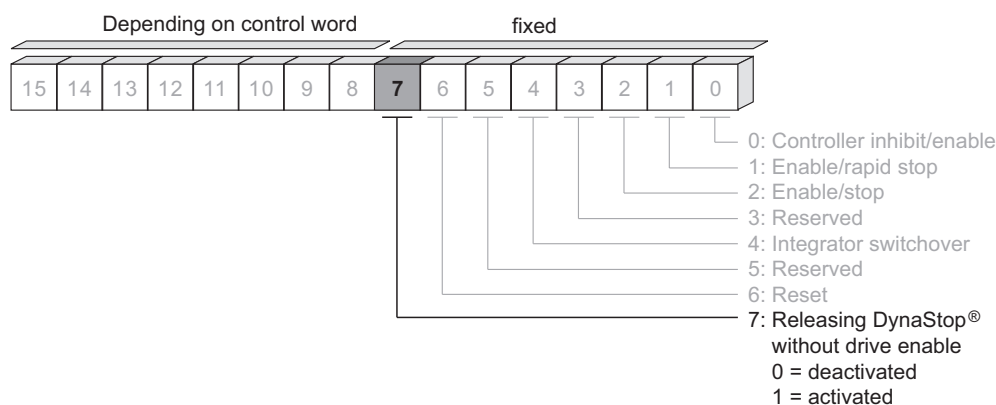 Depending on control word fixed
15 14 13 12 11 10 9 8 7 6 5 4 3 2 1 0
0: Controller inhibit/enable
1: Enable/rapid stop
2: Enable/stop
3: Reserved
4: Integrator switchover
5: Reserved
6: Reset
7: Releasing DynaStop®
without drive enable
0 = deactivated
1 = activated